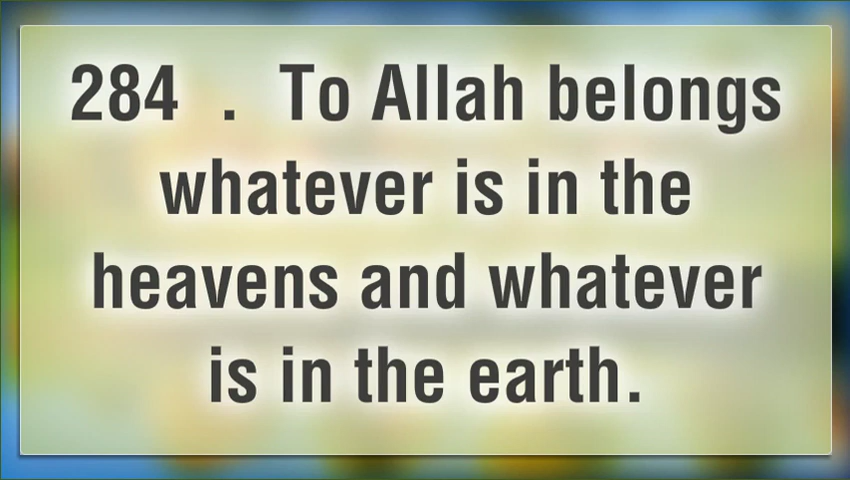 284 . To Allah belongs
whatever is in the
heavens and whatever
is in the earth.